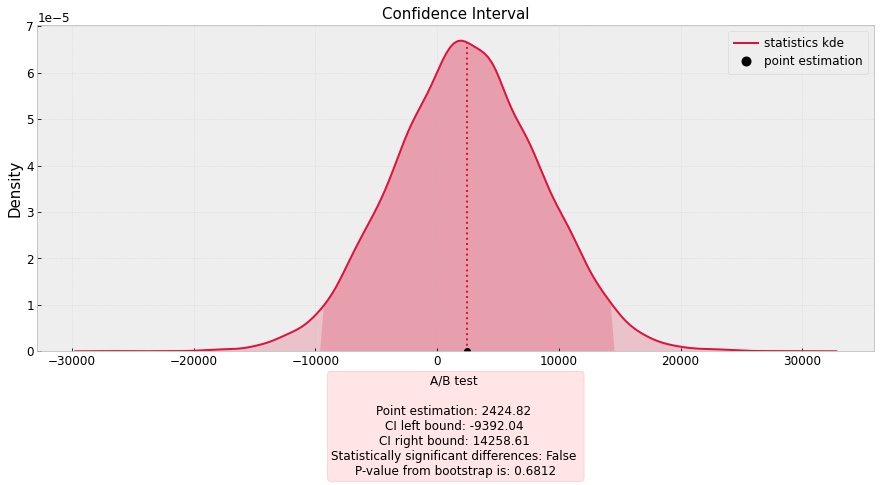 Confidence Interval
1e−5
7
6
5
4
3
2
1
0
Density
statistics kde
point estimation
−30000 −20000 −10000 0 10000 20000 30000
A/B test
Point estimation: 2424.82
CI left bound: -9392.04
CI right bound: 14258.61
Statistically significant differences: False
P-value from bootstrap is: 0.6812